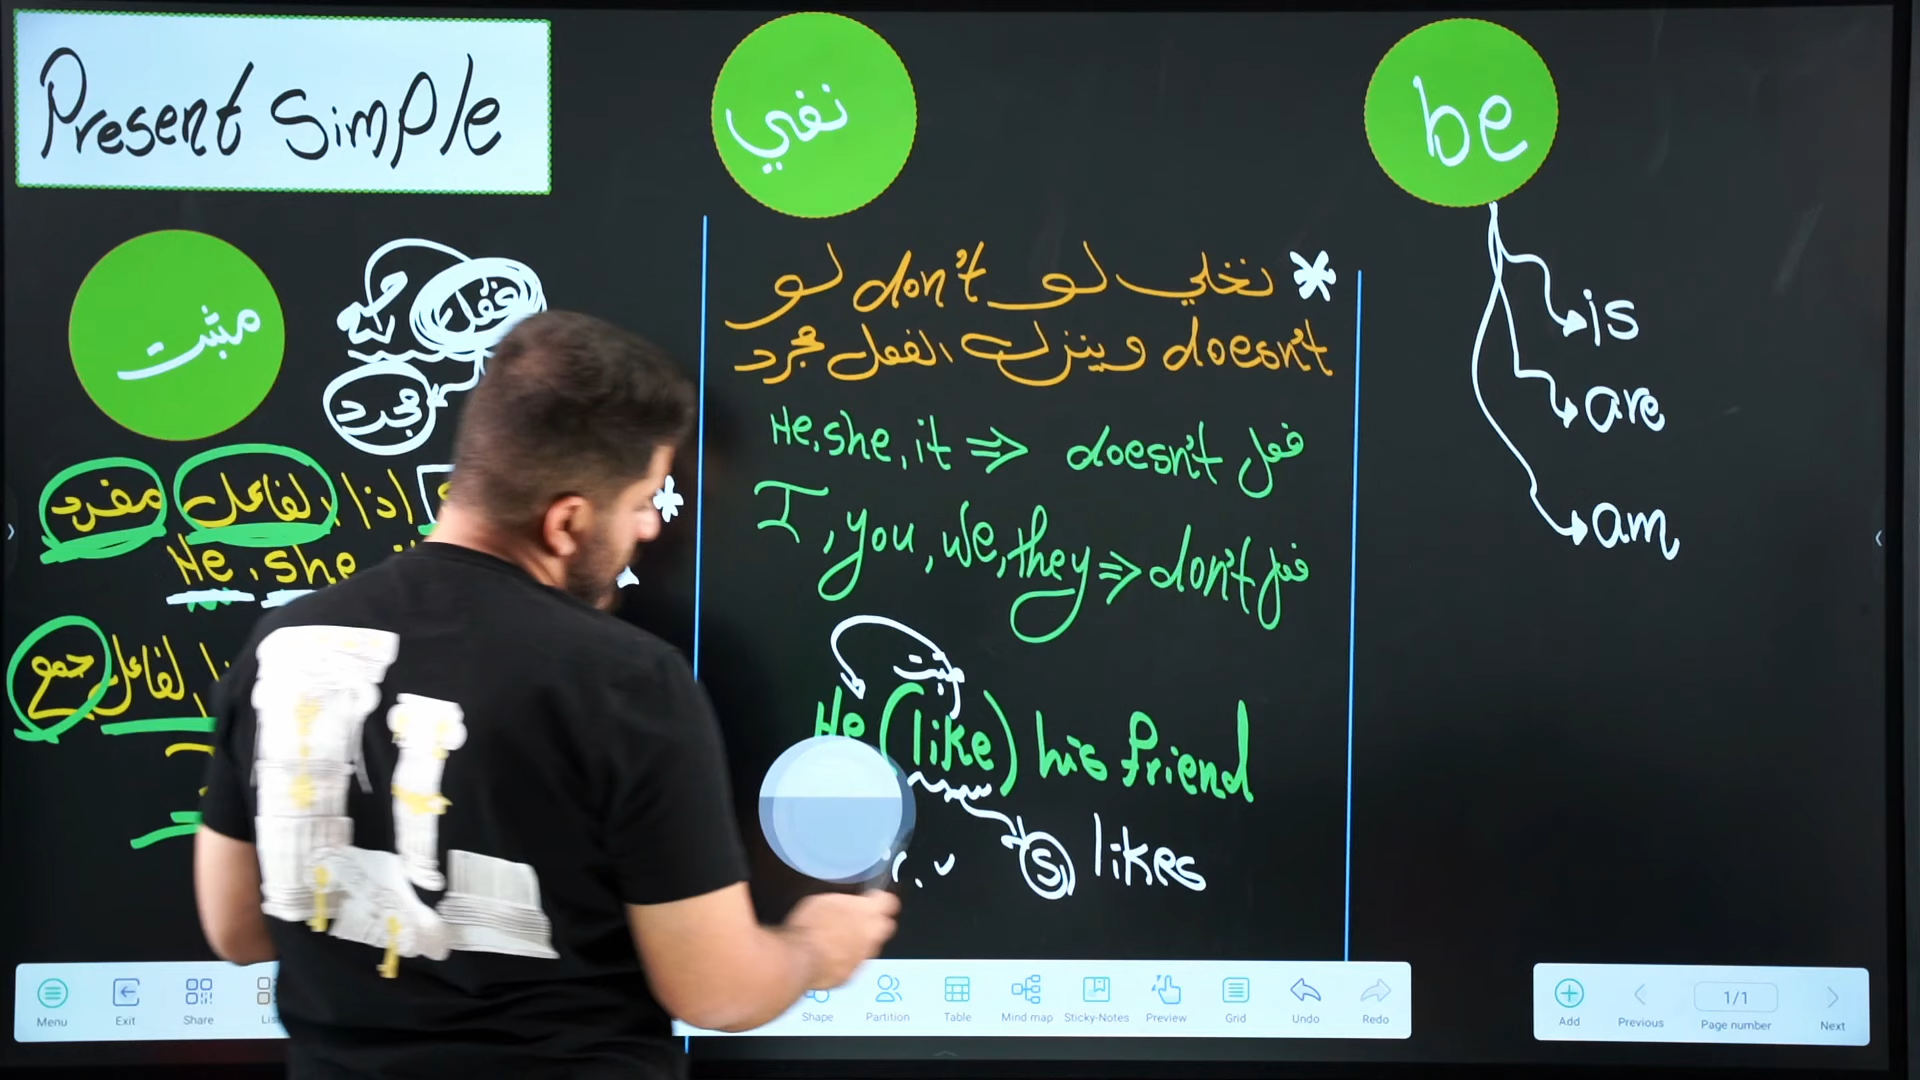 Present Simple
مثبت
فعل
مجرد
اذا الفاعل مفرد
He, she
الفاعل جمع
نفي
* نخلي لو don't لو
doesn't وينزل الفعل مجرد
He, she, it ⇒ doesn't فعل
I, you, we, they ⇒ don't فعل
مثبت
He (like) his friend
s likes
be
is
are
am
Menu
Exit
Share
Shape
Partition
Table
Mind map
Sticky-Notes
Preview
Grid
Undo
Redo
Add
Previous
1/1
Page number
Next